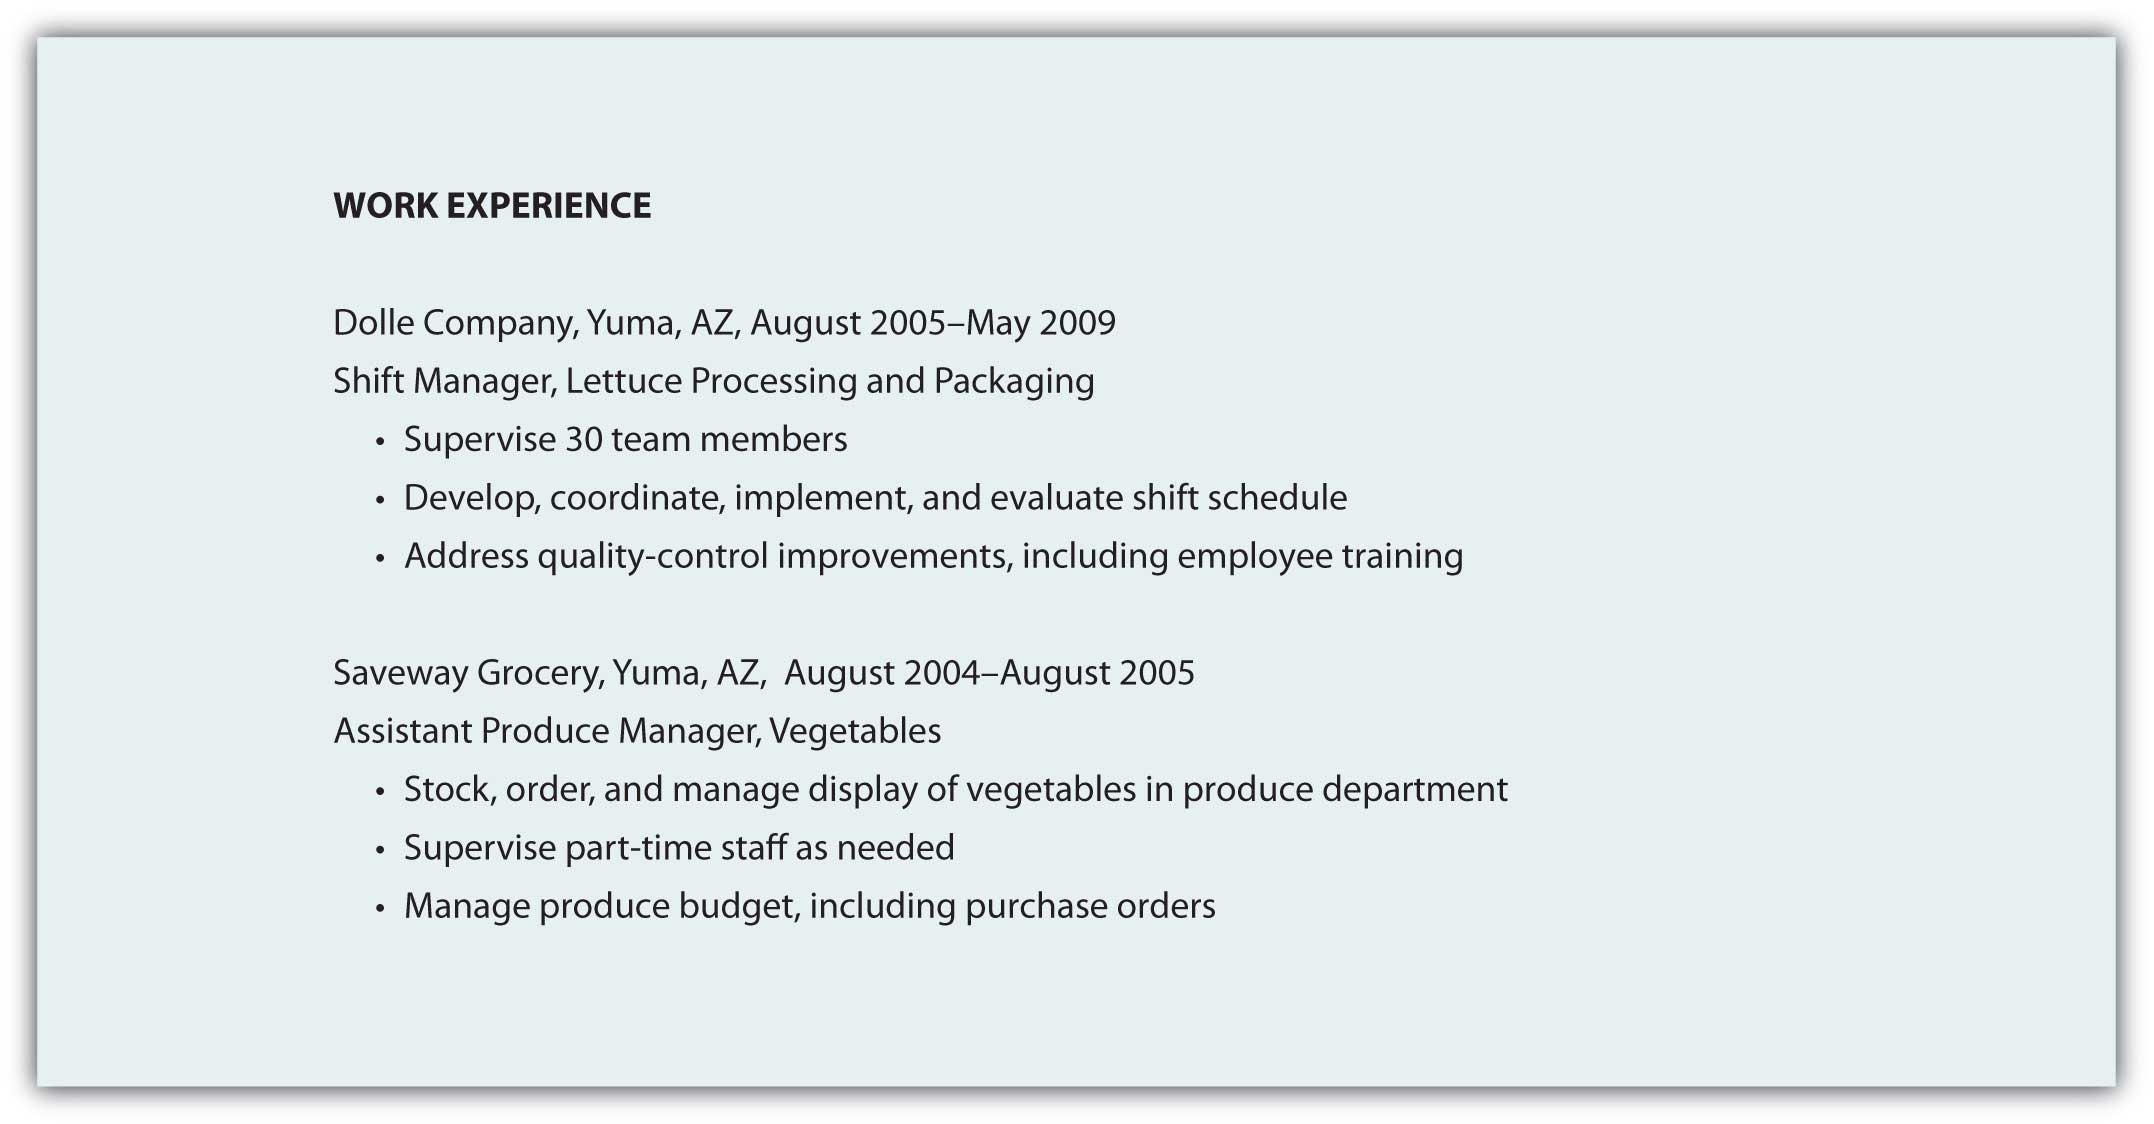 WORK EXPERIENCE
Dolle Company, Yuma, AZ, August 2005–May 2009
Shift Manager, Lettuce Processing and Packaging
• Supervise 30 team members
• Develop, coordinate, implement, and evaluate shift schedule
• Address quality-control improvements, including employee training
Saveway Grocery, Yuma, AZ,  August 2004–August 2005
Assistant Produce Manager, Vegetables
• Stock, order, and manage display of vegetables in produce department
• Supervise part-time staff as needed
• Manage produce budget, including purchase orders